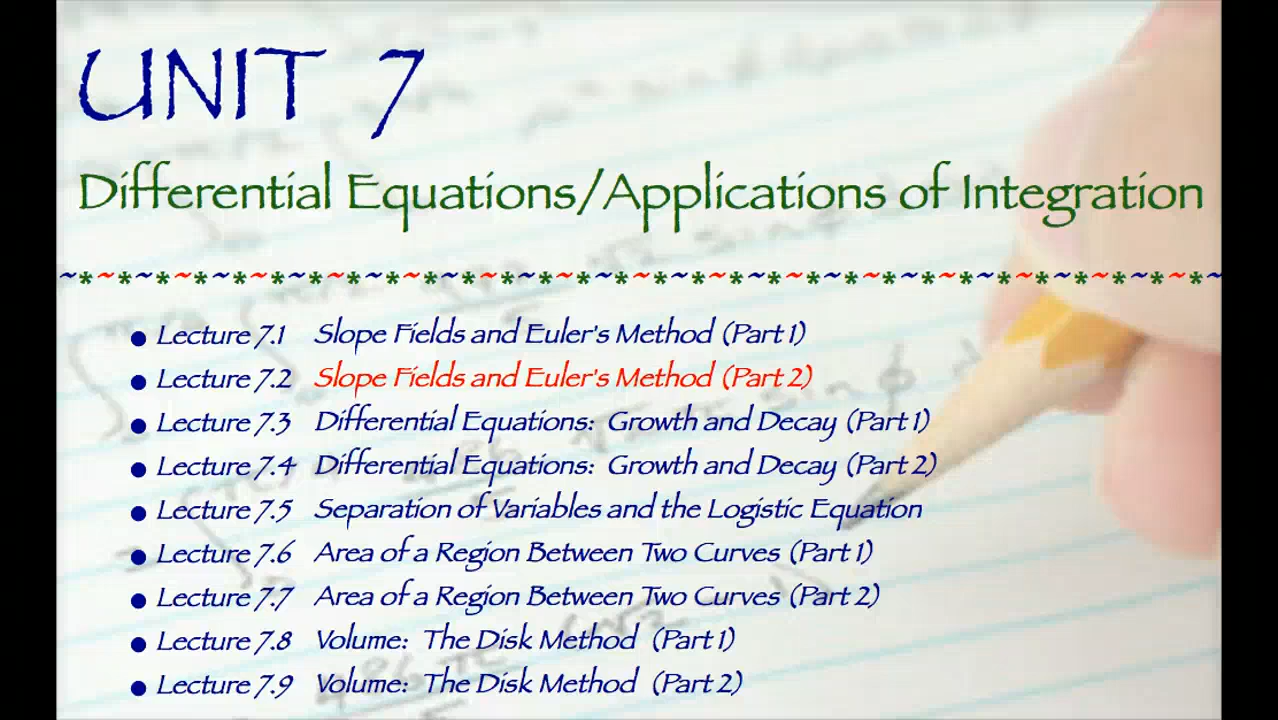 UNIT 7
Differential Equations/Applications of Integration
~*~*~*~*~*~*~*~*~*~*~*~*~*~*~*~*~*~*~*~*~*~*~*~*~*~*~*~*~*~*~
• Lecture 7.1 Slope Fields and Euler's Method (Part 1)
• Lecture 7.2 Slope Fields and Euler's Method (Part 2)
• Lecture 7.3 Differential Equations: Growth and Decay (Part 1)
• Lecture 7.4 Differential Equations: Growth and Decay (Part 2)
• Lecture 7.5 Separation of Variables and the Logistic Equation
• Lecture 7.6 Area of a Region Between Two Curves (Part 1)
• Lecture 7.7 Area of a Region Between Two Curves (Part 2)
• Lecture 7.8 Volume: The Disk Method (Part 1)
• Lecture 7.9 Volume: The Disk Method (Part 2)